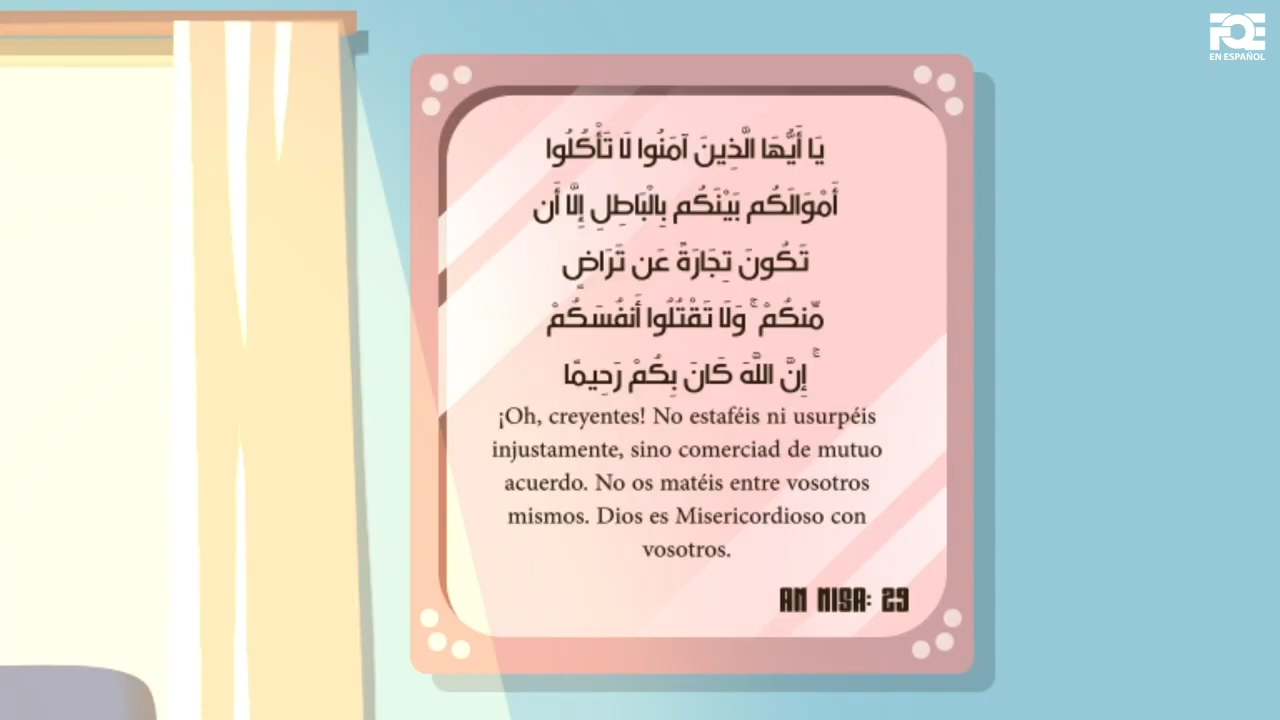 FQE
EN ESPAÑOL
يَا أَيُّهَا الَّذِينَ آمَنُوا لَا تَأْكُلُوا
أَمْوَالَكُم بَيْنَكُم بِالْبَاطِلِ إِلَّا أَن
تَكُونَ تِجَارَةً عَن تَرَاضٍ
مِّنكُمْ ۚ وَلَا تَقْتُلُوا أَنفُسَكُمْ
ۚ إِنَّ اللَّهَ كَانَ بِكُمْ رَحِيمًا
¡Oh, creyentes! No estaféis ni usurpéis
injustamente, sino comerciad de mutuo
acuerdo. No os matéis entre vosotros
mismos. Dios es Misericordioso con
vosotros.
AN NISA: 29